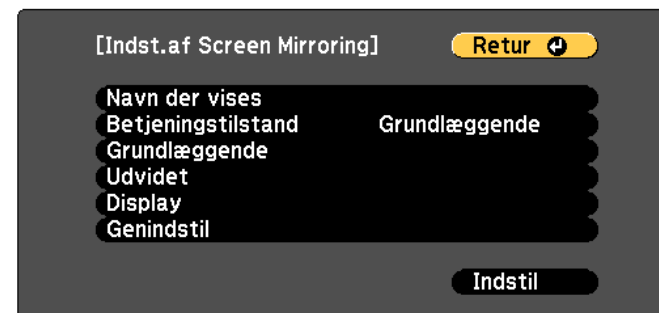 [Indst.af Screen Mirroring] Retur
Navn der vises
Betjeningstilstand Grundlæggende
Grundlæggende
Udvidet
Display
Genindstil
Indstil